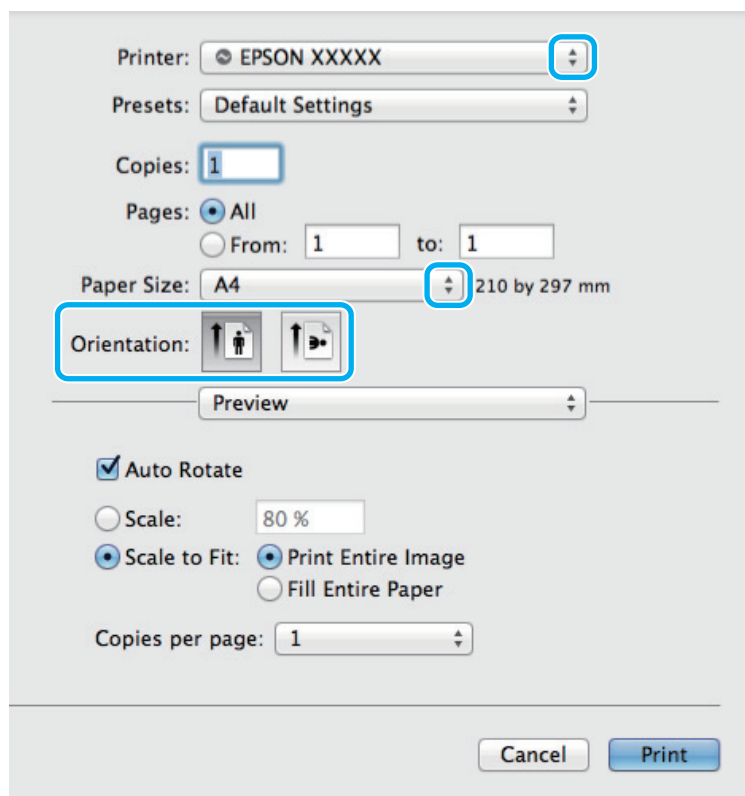 Printer: EPSON XXXXX
Presets: Default Settings
Copies: 1
Pages: All
From: 1 to: 1
Paper Size: A4 210 by 297 mm
Orientation:
Preview
Auto Rotate
Scale: 80 %
Scale to Fit: Print Entire Image
Fill Entire Paper
Copies per page: 1
Cancel Print